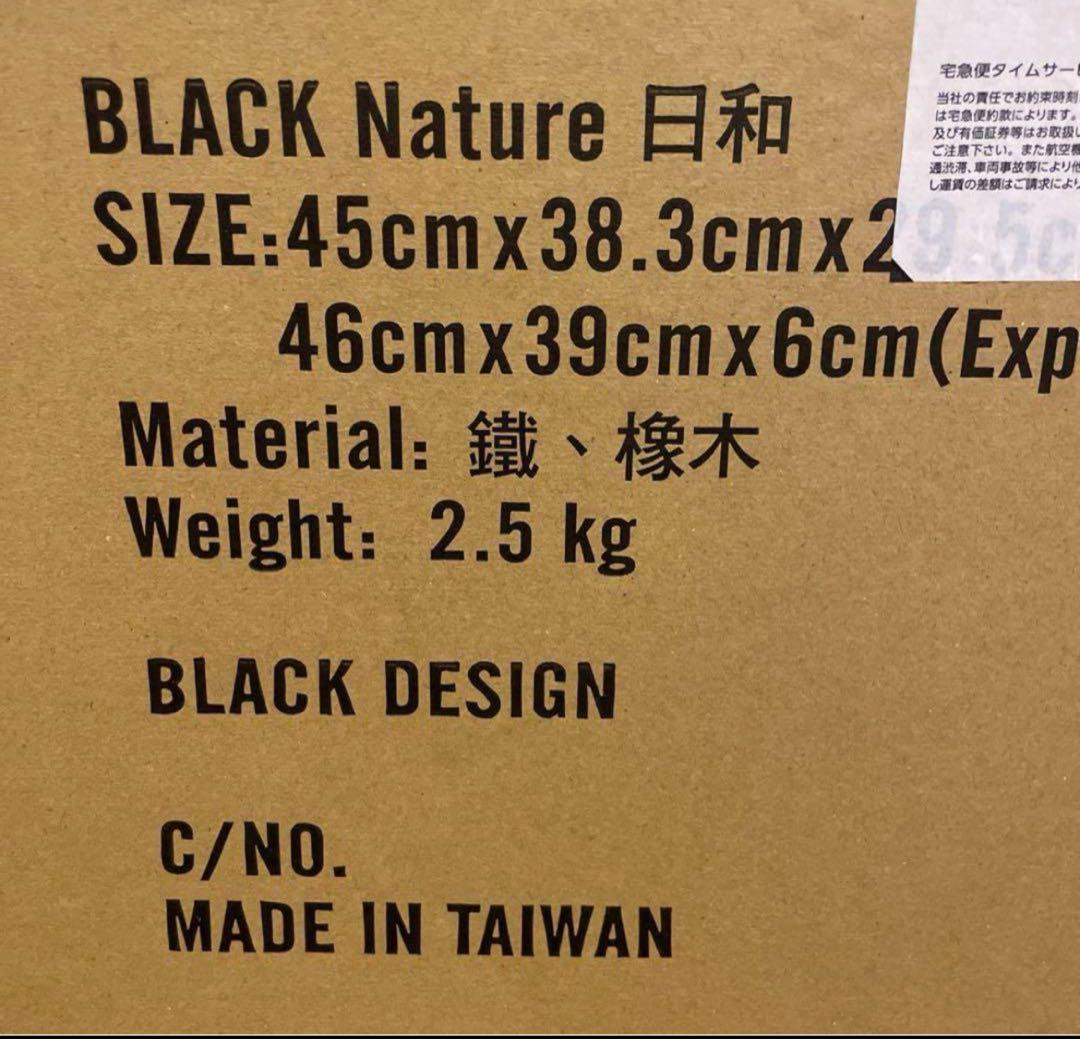 BLACK Nature 日和
SIZE:45cmx38.3cmx29.5c
46cmx39cmx6cm(Exp
Material: 鐵、橡木
Weight: 2.5 kg
BLACK DESIGN
C/NO.
MADE IN TAIWAN
宅急便タイムサー
当社の責任でお約束時刻
は宅急便約款によります。
及び有価証券等はお取扱い
ご注意下さい。また航空機
通渋滞、車両事故等により他
し運賃の差額はご請求により